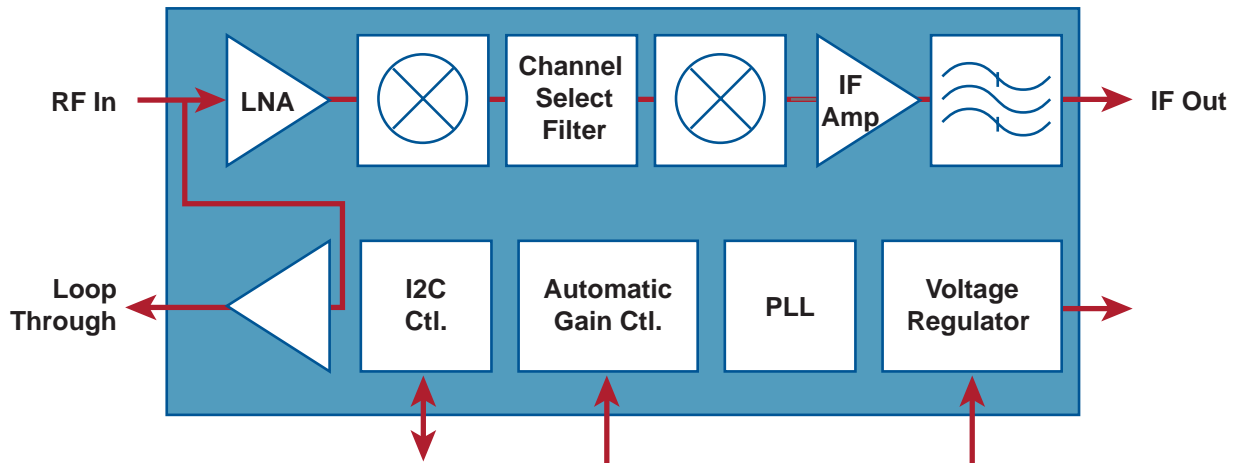 RF In
LNA
Channel
Select
Filter
IF
Amp
IF Out
Loop
Through
I2C
Ctl.
Automatic
Gain Ctl.
PLL
Voltage
Regulator